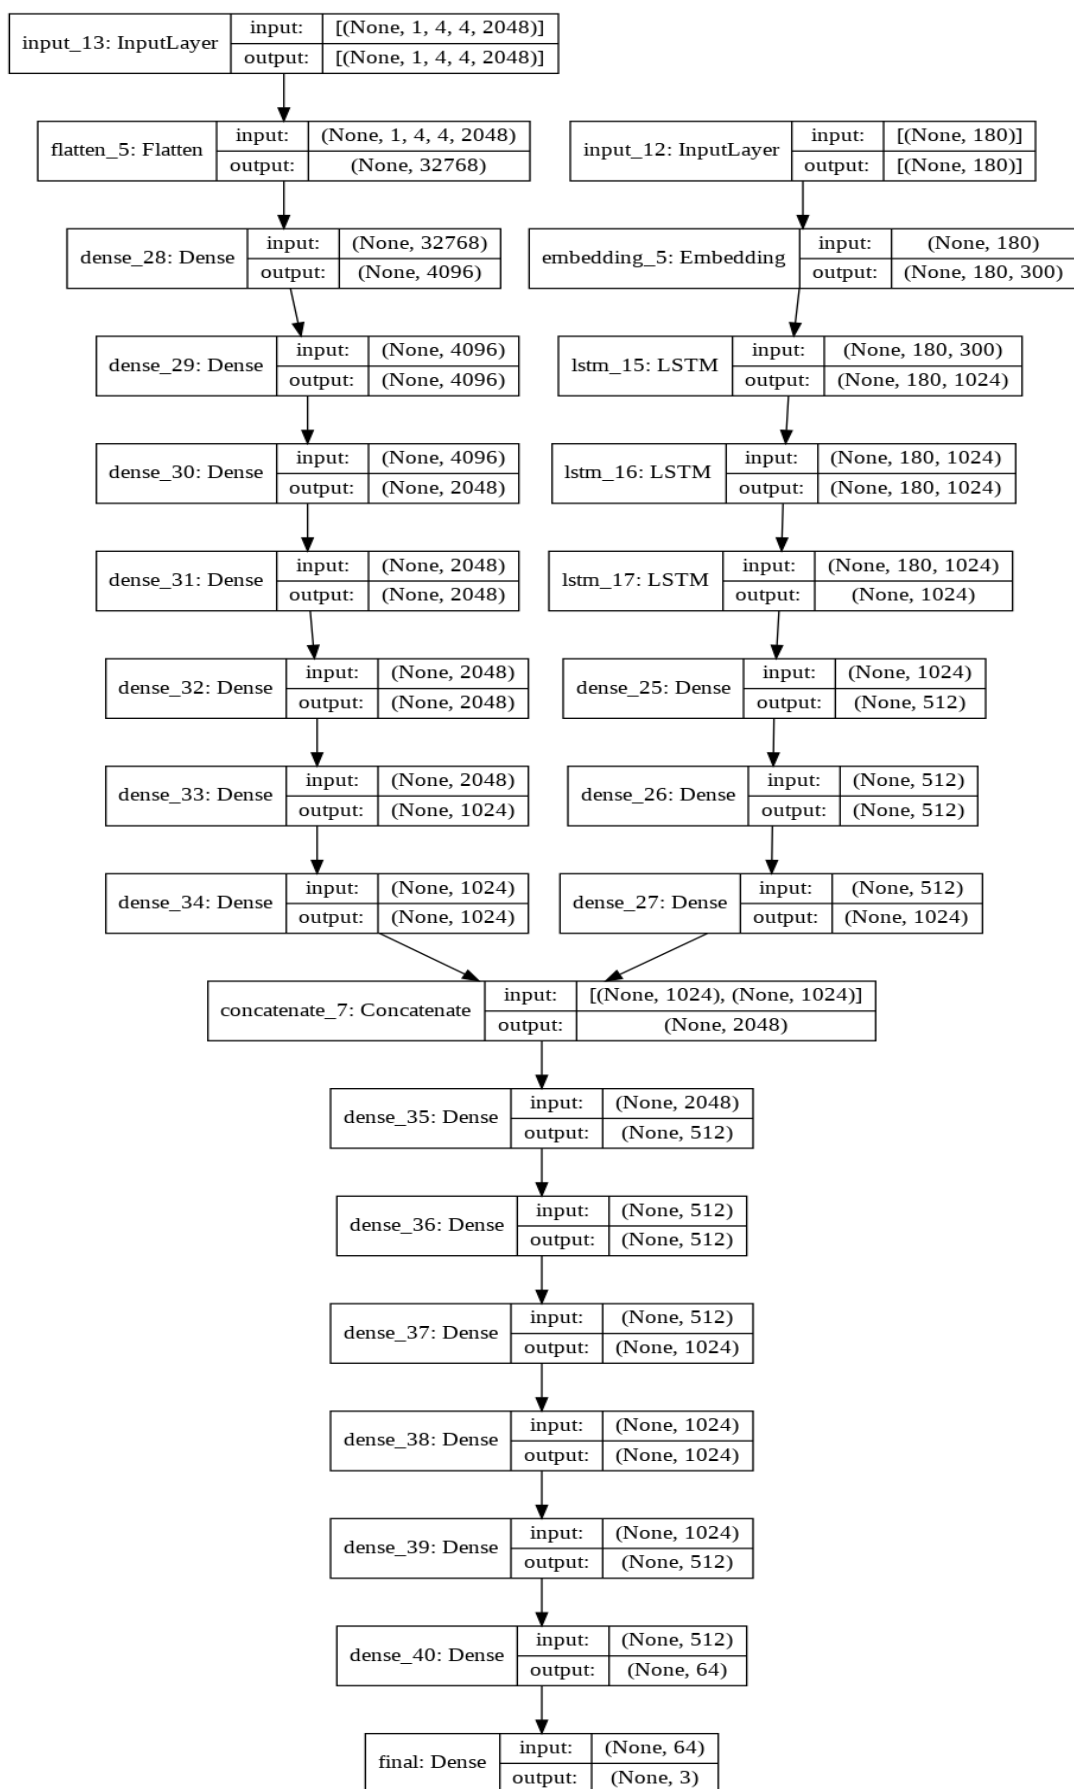 input_13: InputLayer
input: [(None, 1, 4, 4, 2048)]
output: [(None, 1, 4, 4, 2048)]
flatten_5: Flatten
input: (None, 1, 4, 4, 2048)
output: (None, 32768)
input_12: InputLayer
input: [(None, 180)]
output: [(None, 180)]
dense_28: Dense
input: (None, 32768)
output: (None, 4096)
embedding_5: Embedding
input: (None, 180)
output: (None, 180, 300)
dense_29: Dense
input: (None, 4096)
output: (None, 4096)
lstm_15: LSTM
input: (None, 180, 300)
output: (None, 180, 1024)
dense_30: Dense
input: (None, 4096)
output: (None, 2048)
lstm_16: LSTM
input: (None, 180, 1024)
output: (None, 180, 1024)
dense_31: Dense
input: (None, 2048)
output: (None, 2048)
lstm_17: LSTM
input: (None, 180, 1024)
output: (None, 1024)
dense_32: Dense
input: (None, 2048)
output: (None, 2048)
dense_25: Dense
input: (None, 1024)
output: (None, 512)
dense_33: Dense
input: (None, 2048)
output: (None, 1024)
dense_26: Dense
input: (None, 512)
output: (None, 512)
dense_34: Dense
input: (None, 1024)
output: (None, 1024)
dense_27: Dense
input: (None, 512)
output: (None, 1024)
concatenate_7: Concatenate
input: [(None, 1024), (None, 1024)]
output: (None, 2048)
dense_35: Dense
input: (None, 2048)
output: (None, 512)
dense_36: Dense
input: (None, 512)
output: (None, 512)
dense_37: Dense
input: (None, 512)
output: (None, 1024)
dense_38: Dense
input: (None, 1024)
output: (None, 1024)
dense_39: Dense
input: (None, 1024)
output: (None, 512)
dense_40: Dense
input: (None, 512)
output: (None, 64)
final: Dense
input: (None, 64)
output: (None, 3)